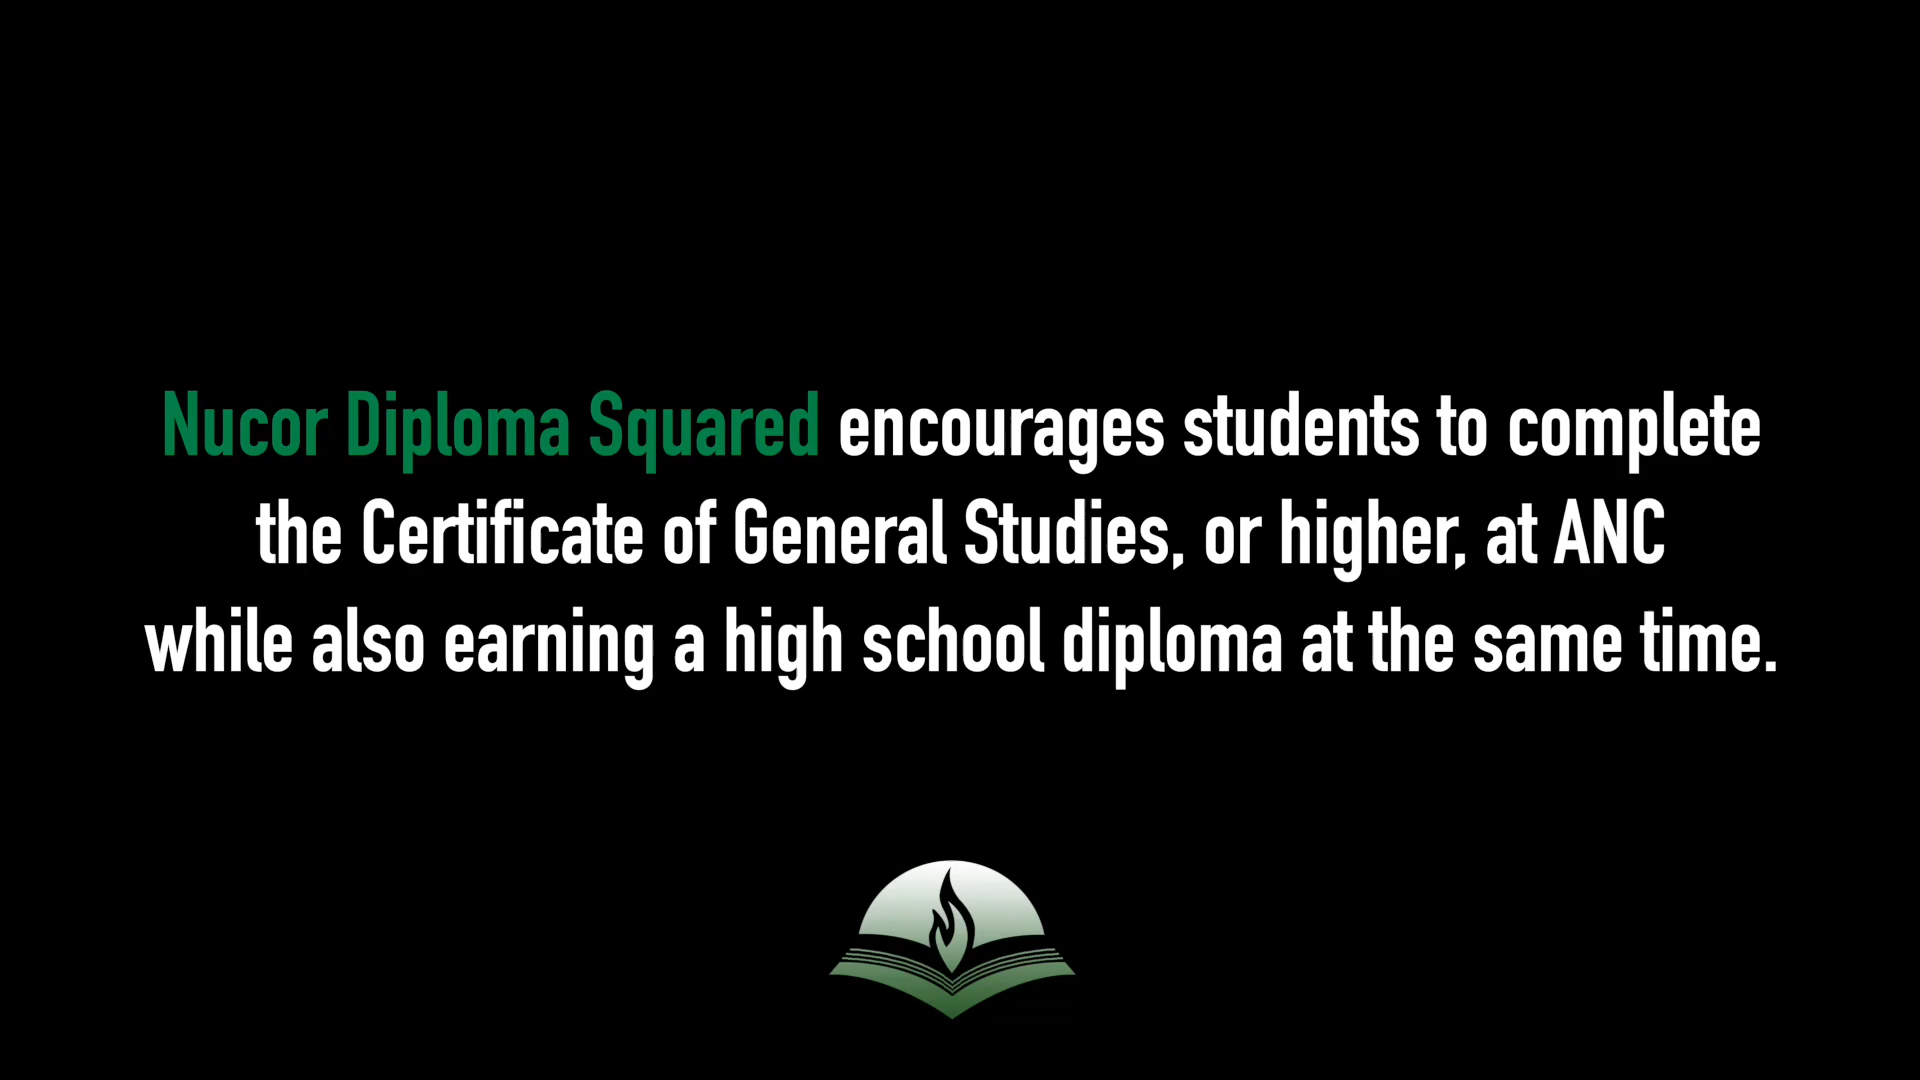 Nucor Diploma Squared encourages students to complete
the Certificate of General Studies, or higher, at ANC
while also earning a high school diploma at the same time.